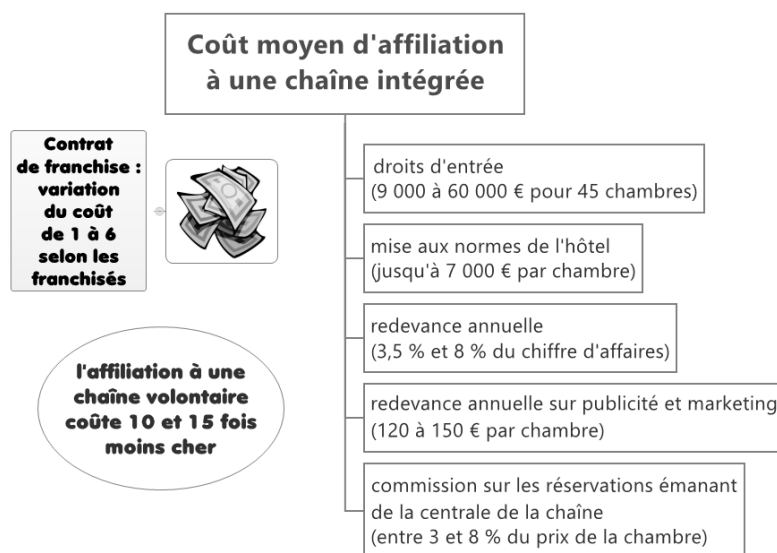 Coût moyen d'affiliation
à une chaîne intégrée
Contrat
de franchise :
variation
du coût
de 1 à 6
selon les
franchisés
droits d'entrée
(9 000 à 60 000 € pour 45 chambres)
mise aux normes de l'hôtel
(jusqu'à 7 000 € par chambre)
redevance annuelle
(3,5 % et 8 % du chiffre d'affaires)
l'affiliation à une
chaîne volontaire
coûte 10 et 15 fois
moins cher
redevance annuelle sur publicité et marketing
(120 à 150 € par chambre)
commission sur les réservations émanant
de la centrale de la chaîne
(entre 3 et 8 % du prix de la chambre)